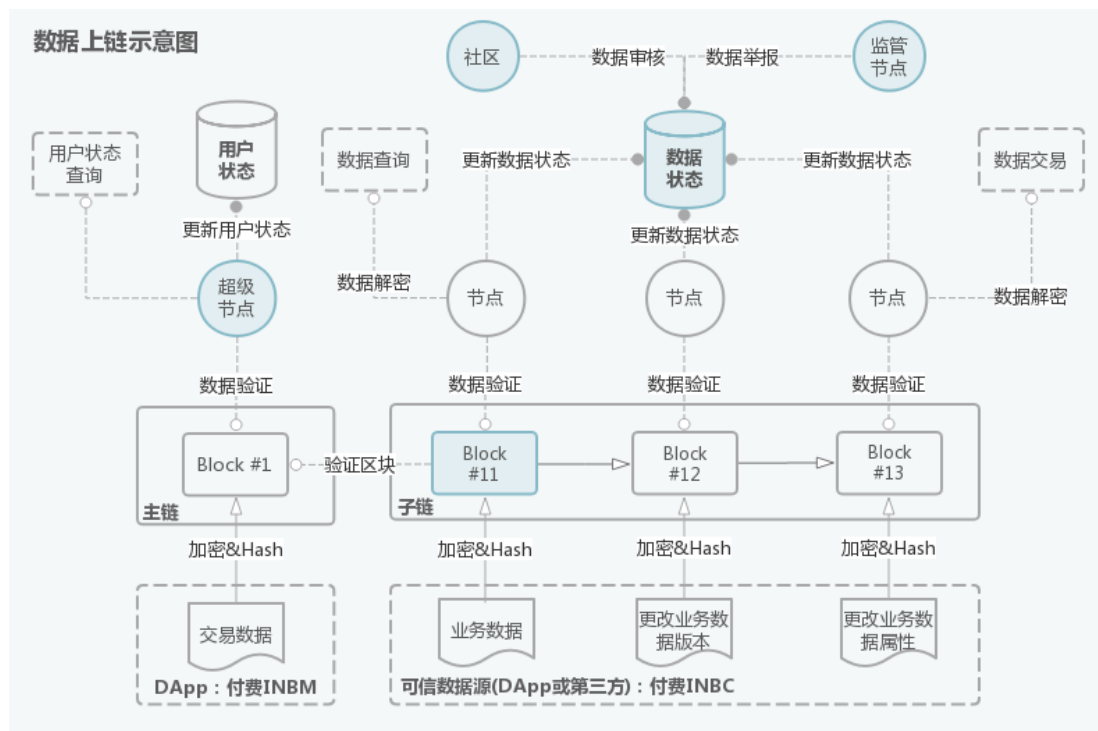 数据上链示意图
社区
数据审核
数据举报
监管
节点
用户状态
查询
用户
状态
数据查询
更新数据状态
数据
状态
更新数据状态
数据交易
更新用户状态
更新数据状态
超级
节点
数据解密
节点
节点
节点
数据解密
数据验证
数据验证
数据验证
数据验证
Block #1
验证区块
Block
#11
Block
#12
Block
#13
主链
子链
加密&Hash
加密&Hash
加密&Hash
加密&Hash
交易数据
业务数据
更改业务数
据版本
更改业务数
据属性
DApp：付费INBM
可信数据源(DApp或第三方)：付费INBC